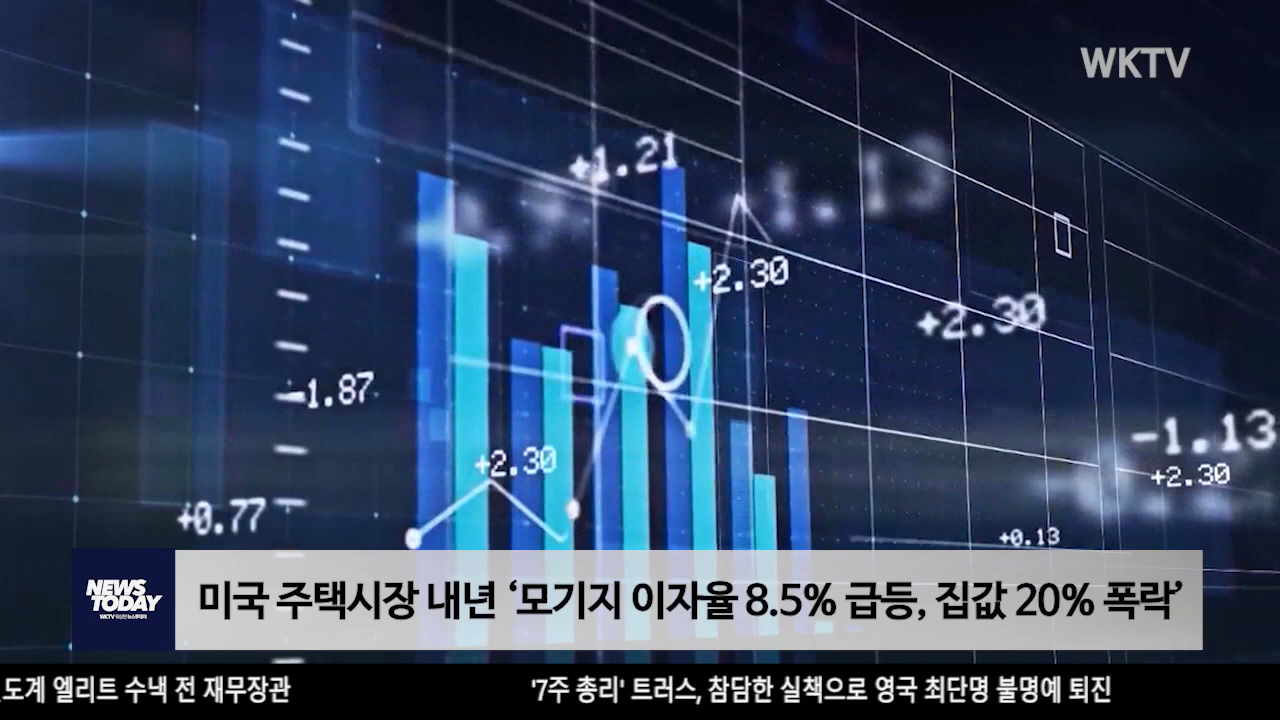 WKTV
+1.21
1.13
+2.30
+2.30
-1.87
-1.13
+2.30
+2.30
+0.77
+0.13
NEWS
TODAY
WKTV
미국 주택시장 내년 ‘모기지 이자율 8.5% 급등, 집값 20% 폭락’
도계 엘리트 수낵 전 재무장관
'7주 총리' 트러스, 참담한 실책으로 영국 최단명 불명예 퇴진